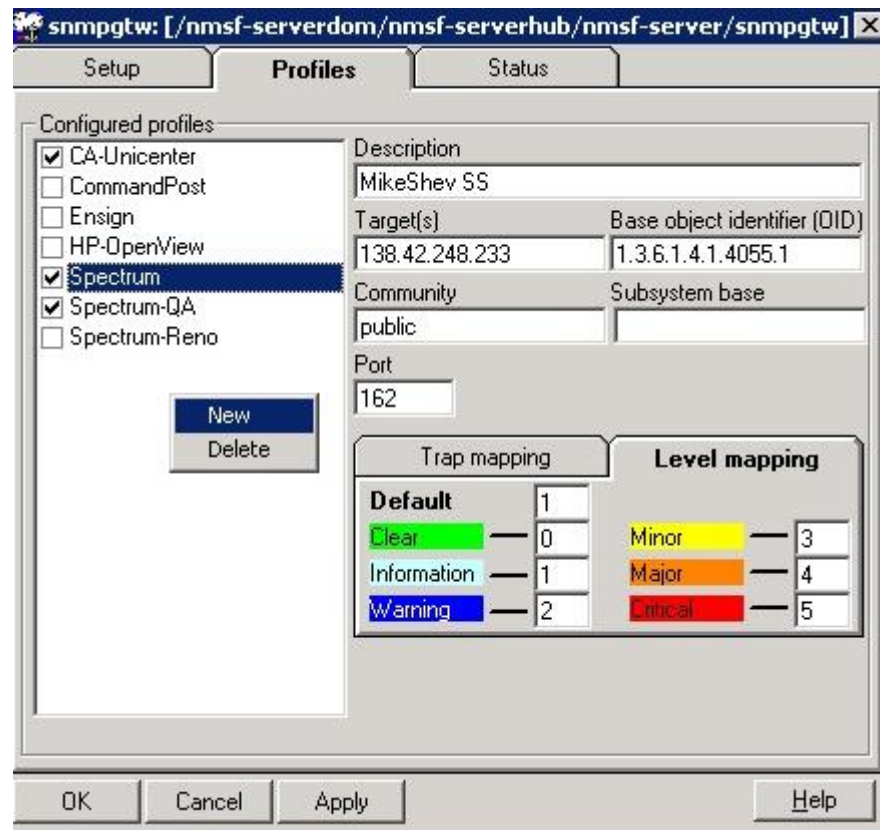 snmpgtw: [/nmsf-serverdom/nmsf-serverhub/nmsf-server/snmpgtw]
Setup
Profiles
Status
Configured profiles
CA-Unicenter
CommandPost
Ensign
HP-OpenView
Spectrum
Spectrum-QA
Spectrum-Reno
New
Delete
Description
MikeShev SS
Target(s)
Base object identifier (OID)
138.42.248.233
1.3.6.1.4.1.4055.1
Community
Subsystem base
public
Port
162
Trap mapping
Level mapping
Default 1
Clear 0
Minor 3
Information 1
Major 4
Warning 2
Critical 5
OK
Cancel
Apply
Help